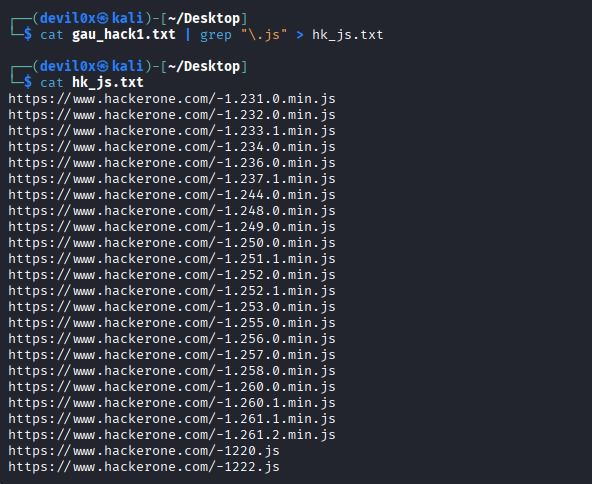 ┌──(devil0x㉿kali)-[~/Desktop]
└─$ cat gau_hack1.txt | grep "\.js" > hk_js.txt
┌──(devil0x㉿kali)-[~/Desktop]
└─$ cat hk_js.txt
https://www.hackerone.com/-1.231.0.min.js
https://www.hackerone.com/-1.232.0.min.js
https://www.hackerone.com/-1.233.1.min.js
https://www.hackerone.com/-1.234.0.min.js
https://www.hackerone.com/-1.236.0.min.js
https://www.hackerone.com/-1.237.1.min.js
https://www.hackerone.com/-1.244.0.min.js
https://www.hackerone.com/-1.248.0.min.js
https://www.hackerone.com/-1.249.0.min.js
https://www.hackerone.com/-1.250.0.min.js
https://www.hackerone.com/-1.251.1.min.js
https://www.hackerone.com/-1.252.0.min.js
https://www.hackerone.com/-1.252.1.min.js
https://www.hackerone.com/-1.253.0.min.js
https://www.hackerone.com/-1.255.0.min.js
https://www.hackerone.com/-1.256.0.min.js
https://www.hackerone.com/-1.257.0.min.js
https://www.hackerone.com/-1.258.0.min.js
https://www.hackerone.com/-1.260.0.min.js
https://www.hackerone.com/-1.260.1.min.js
https://www.hackerone.com/-1.261.1.min.js
https://www.hackerone.com/-1.261.2.min.js
https://www.hackerone.com/-1220.js
https://www.hackerone.com/-1222.js